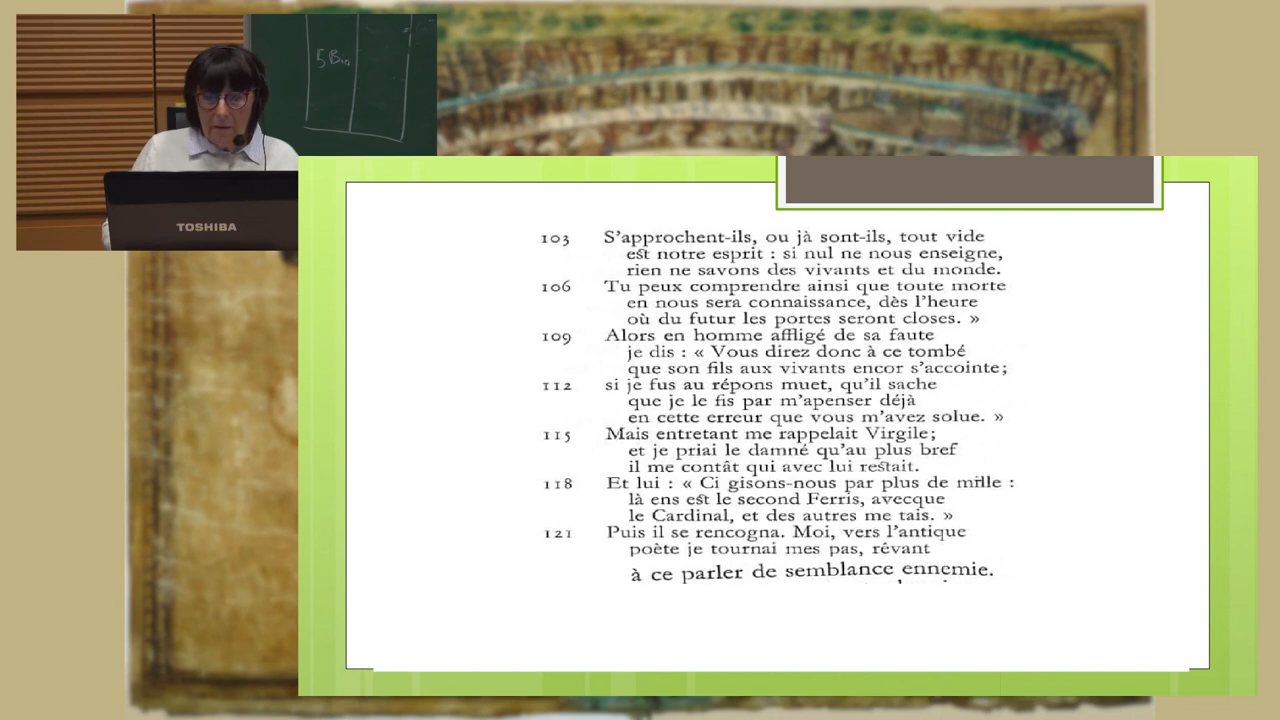 5 Bio
TOSHIBA
103 S'approchent-ils, ou jà sont-ils, tout vide
est notre esprit : si nul ne nous enseigne,
rien ne savons des vivants et du monde.
106 Tu peux comprendre ainsi que toute morte
en nous sera connaissance, dès l'heure
où du futur les portes seront closes. »
109 Alors en homme affligé de sa faute
je dis : « Vous direz donc à ce tombé
que son fils aux vivants encor s'accointe;
112 si je fus au répons muet, qu'il sache
que je le fis par m'apenser déjà
en cette erreur que vous m'avez solue. »
115 Mais entretant me rappelait Virgile;
et je priai le damné qu'au plus bref
il me contât qui avec lui restait.
118 Et lui : « Ci gisons-nous par plus de mille :
là ens est le second Ferris, avecque
le Cardinal, et des autres me tais. »
121 Puis il se rencogna. Moi, vers l'antique
poète je tournai mes pas, rêvant
à ce parler de semblance ennemie.